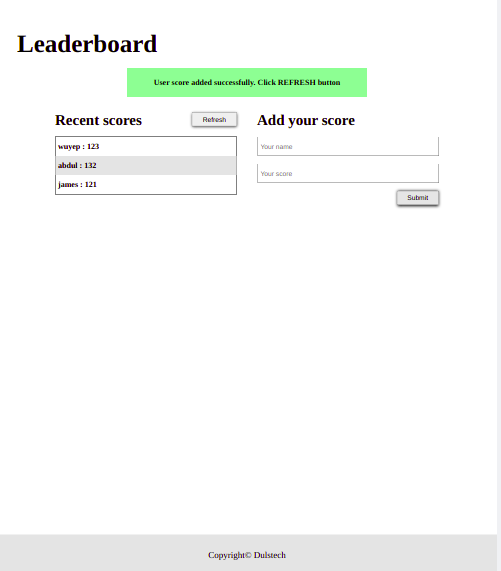 Leaderboard
User score added successfully. Click REFRESH button
Recent scores
Refresh
wuyep : 123
abdul : 132
james : 121
Add your score
Your name
Your score
Submit
Copyright© Dulstech